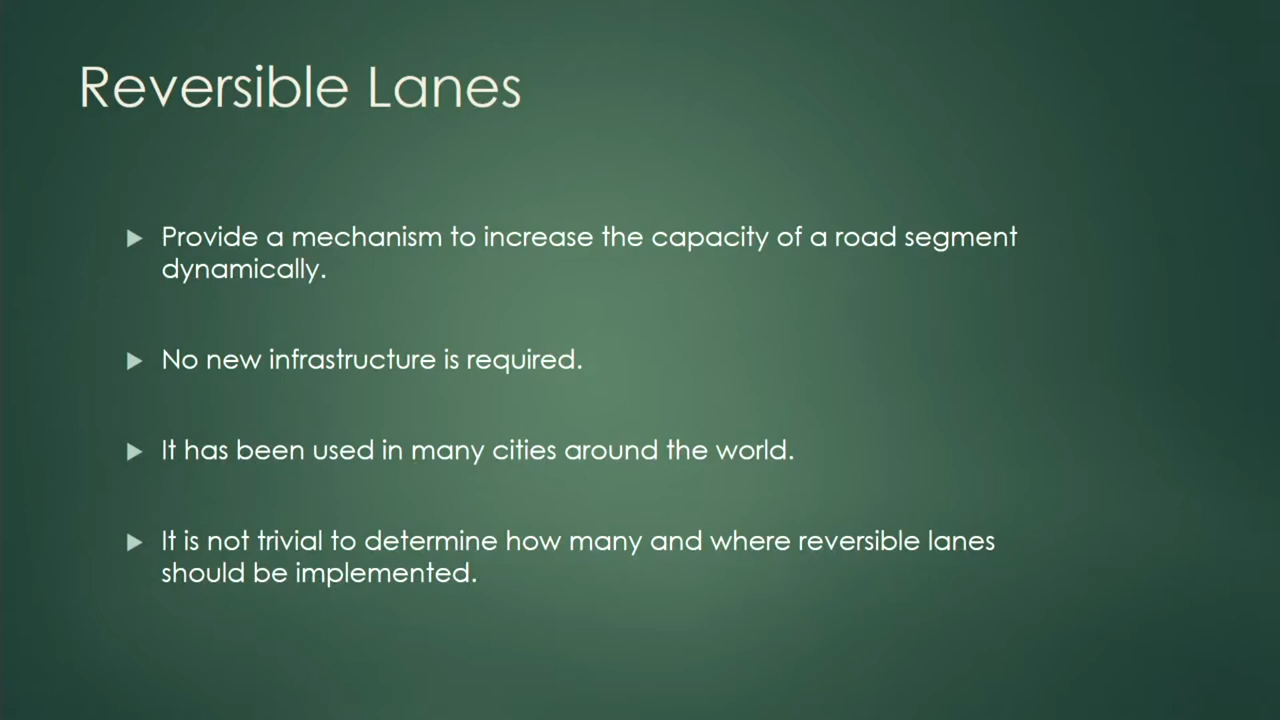 Reversible Lanes
Provide a mechanism to increase the capacity of a road segment
dynamically.
No new infrastructure is required.
It has been used in many cities around the world.
It is not trivial to determine how many and where reversible lanes
should be implemented.